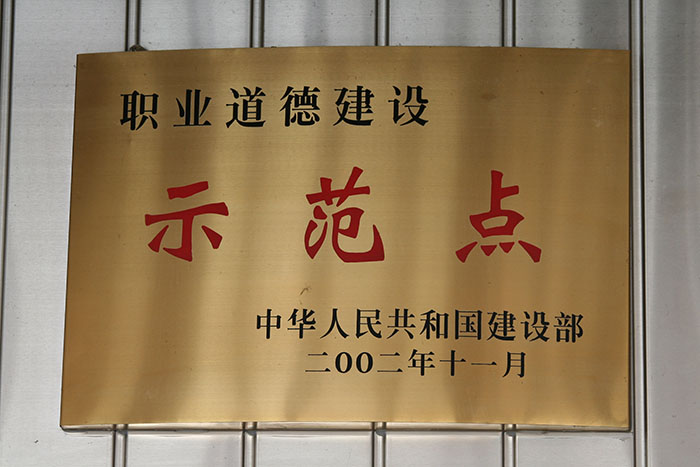 职业道德建设
示范点
中华人民共和国建设部
二00二年十一月